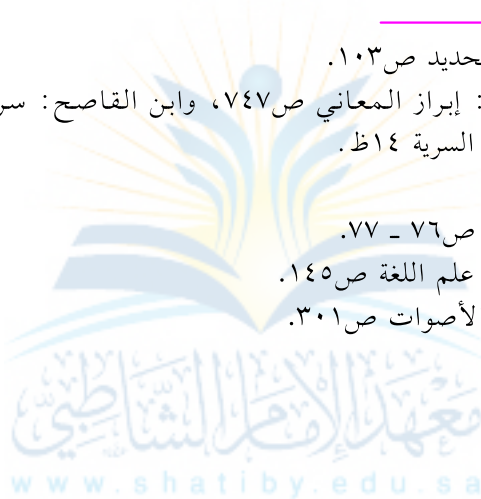 تحديد ص١٠٣.
: إبراز المعاني ص٧٤٧، وابن القاصح: سر
السرية ١٤ظ.
ص٧٦ ـ ٧٧.
علم اللغة ص١٤٥.
لأصوات ص٣٠١.
معهد الإمام الشاطبي
www.shatiby.edu.sa